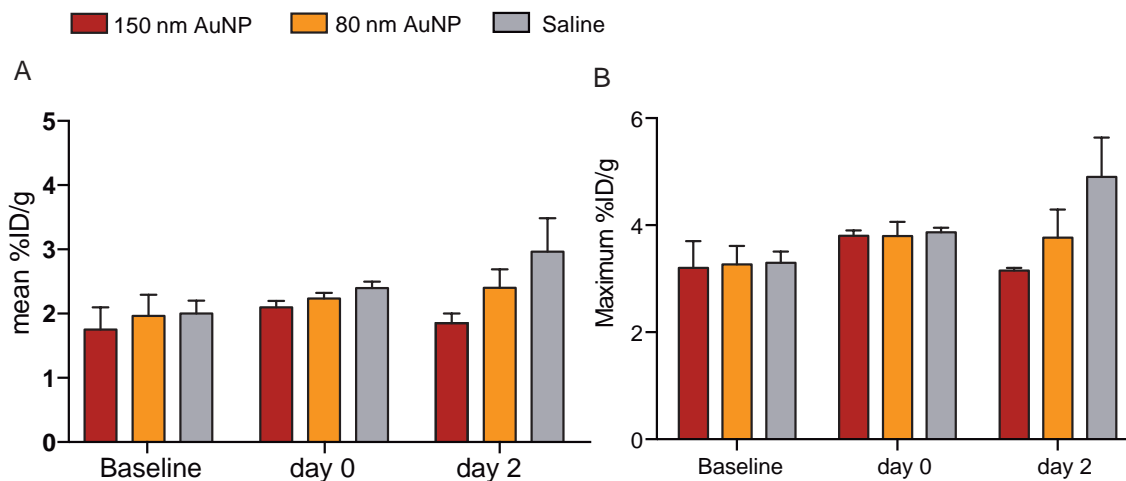 150 nm AuNP 80 nm AuNP Saline
A
mean %ID/g
5
4
3
2
1
0
Baseline day 0 day 2
B
Maximum %ID/g
6
4
2
0
Baseline day 0 day 2